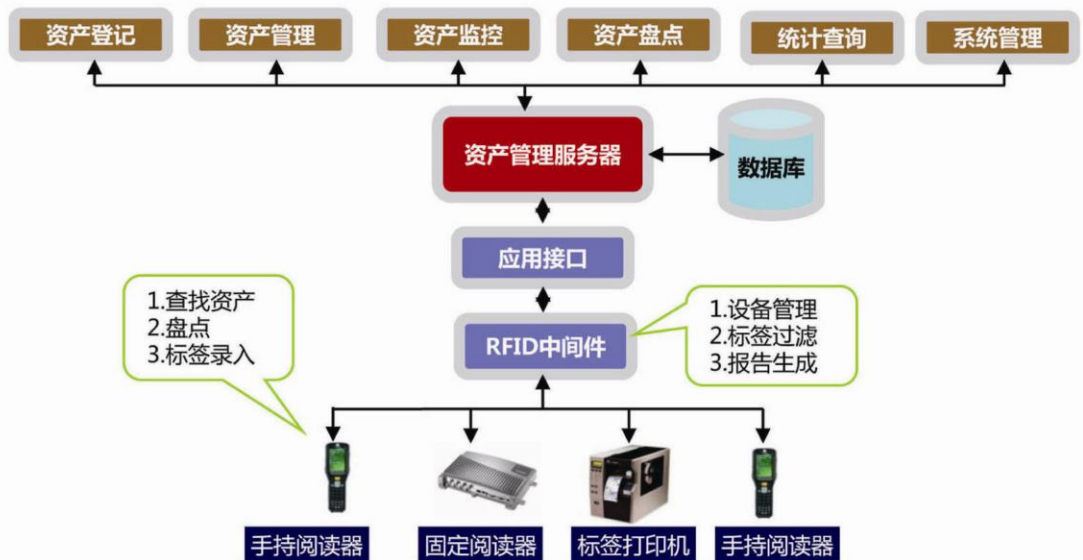 资产登记
资产管理
资产监控
资产盘点
统计查询
系统管理
资产管理服务器
数据库
应用接口
1.查找资产
2.盘点
3.标签录入
RFID中间件
1.设备管理
2.标签过滤
3.报告生成
手持阅读器
固定阅读器
标签打印机
手持阅读器